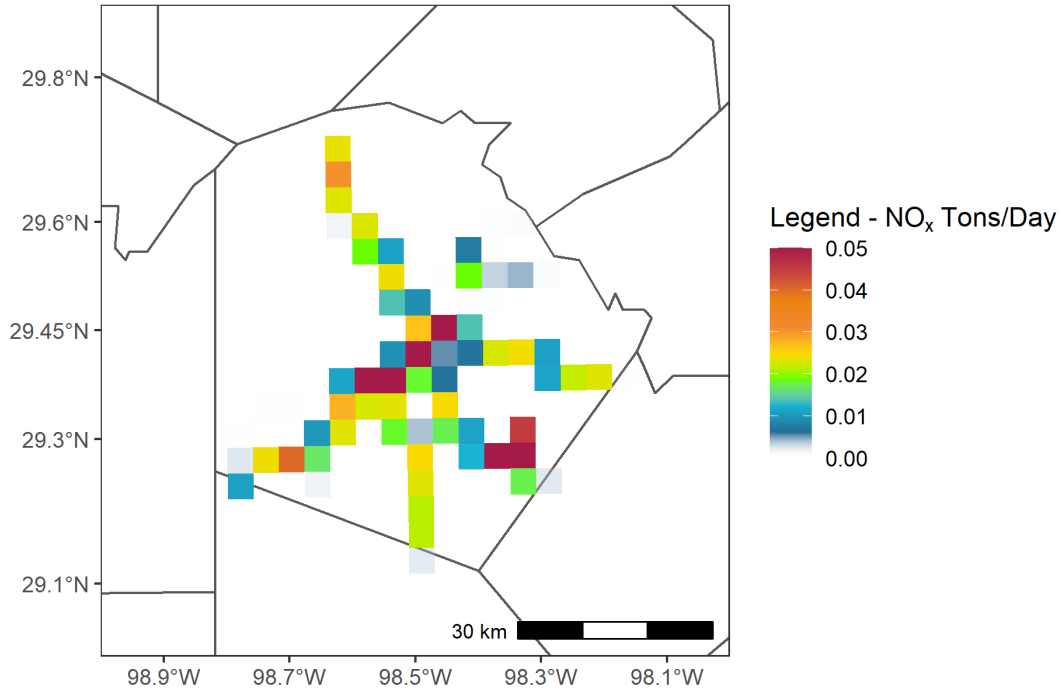 29.8°N
29.6°N
29.45°N
29.3°N
29.1°N
98.9°W
98.7°W
98.5°W
98.3°W
98.1°W
30 km
Legend - NOₓ Tons/Day
0.05
0.04
0.03
0.02
0.01
0.00